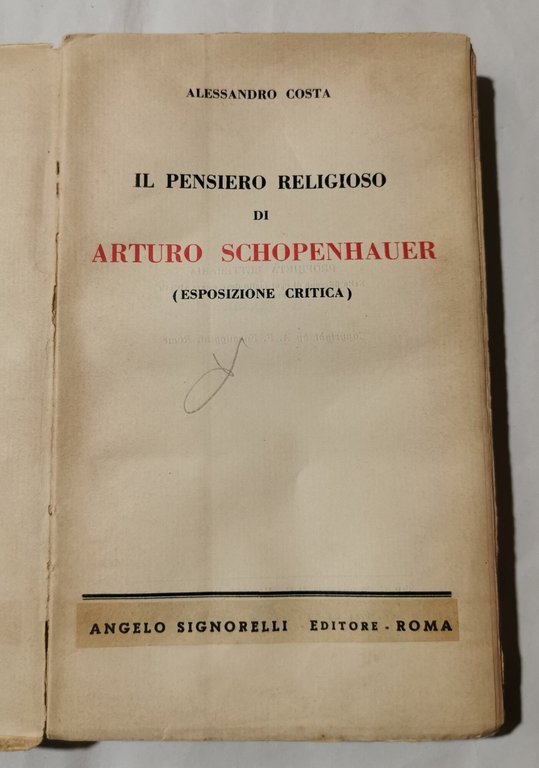 ALESSANDRO COSTA
IL PENSIERO RELIGIOSO
DI
ARTURO SCHOPENHAUER
(ESPOSIZIONE CRITICA)
ANGELO SIGNORELLI EDITORE - ROMA